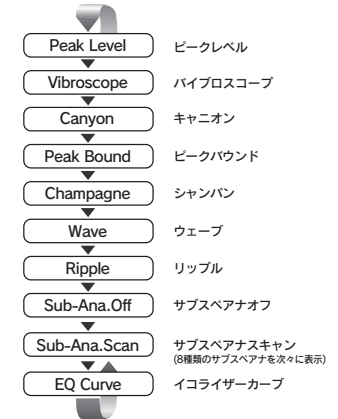 Peak Level ピークレベル
Vibroscope バイブロスコープ
Canyon キャニオン
Peak Bound ピークバウンド
Champagne シャンパン
Wave ウェーブ
Ripple リップル
Sub-Ana.Off サブスペアナオフ
Sub-Ana.Scan サブスペアナスキャン
(8種類のサブスペアナを次々に表示)
EQ Curve イコライザーカーブ